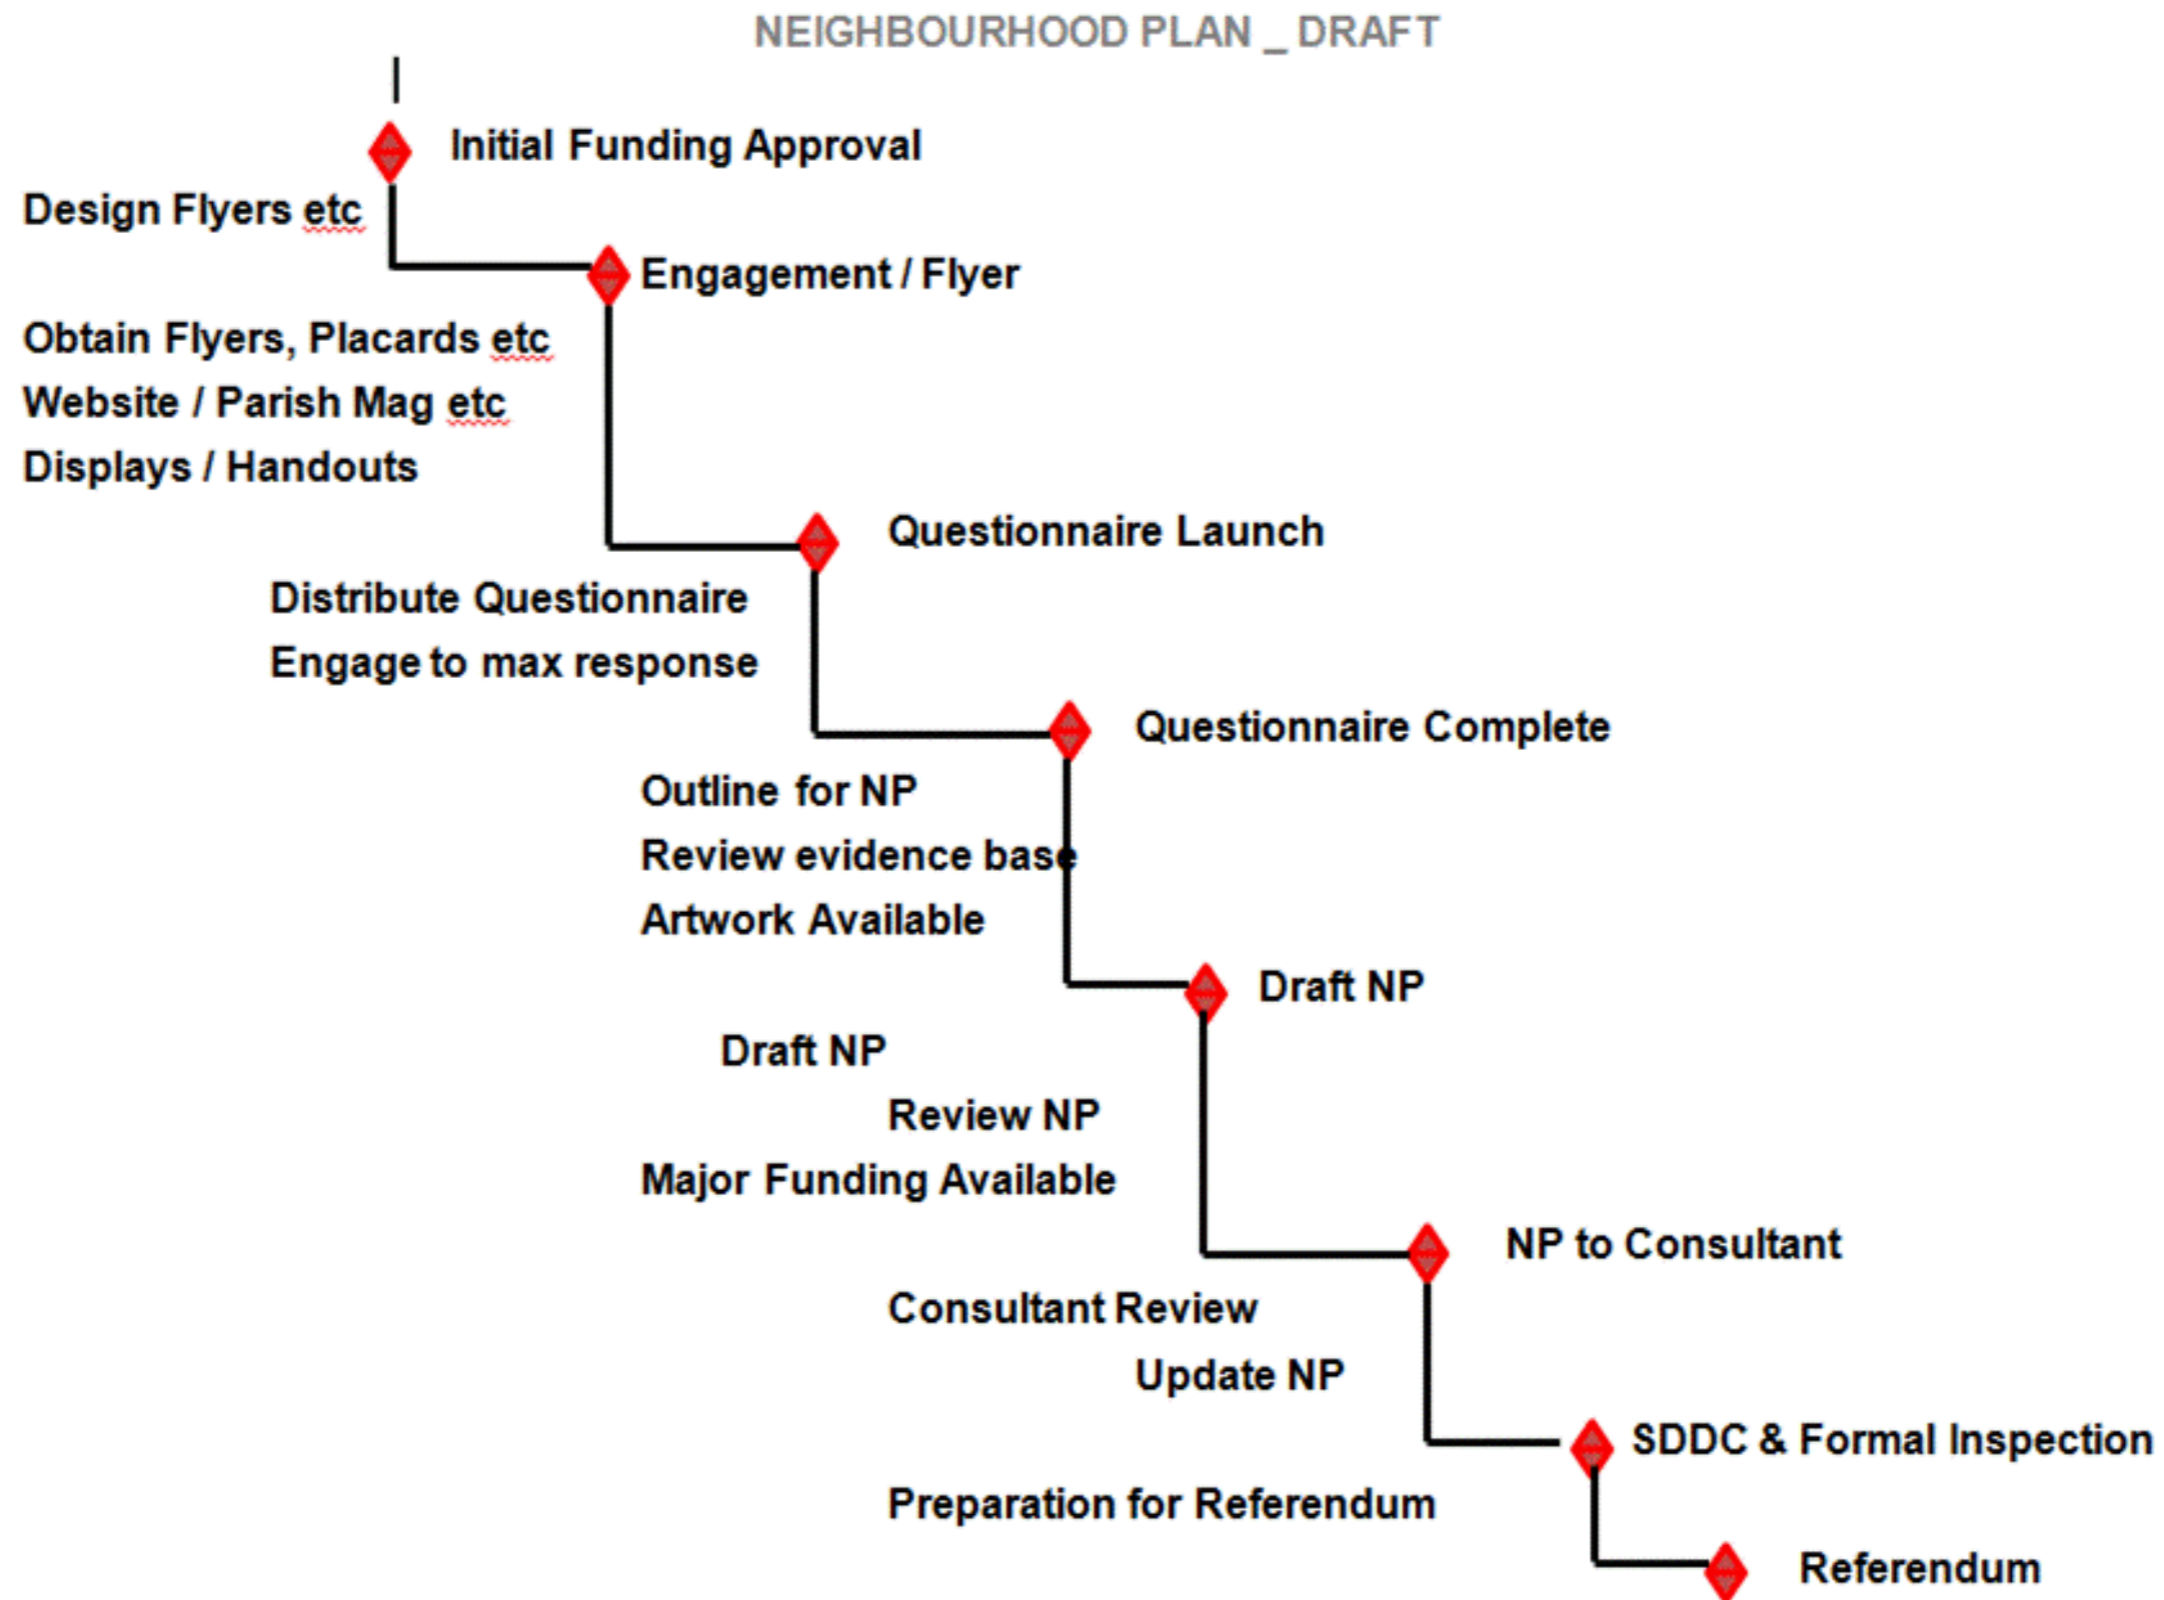 NEIGHBOURHOOD PLAN _ DRAFT
Initial Funding Approval
Design Flyers etc
Engagement / Flyer
Obtain Flyers, Placards etc
Website / Parish Mag etc
Displays / Handouts
Questionnaire Launch
Distribute Questionnaire
Engage to max response
Questionnaire Complete
Outline for NP
Review evidence base
Artwork Available
Draft NP
Draft NP
Review NP
Major Funding Available
NP to Consultant
Consultant Review
Update NP
SDDC & Formal Inspection
Preparation for Referendum
Referendum